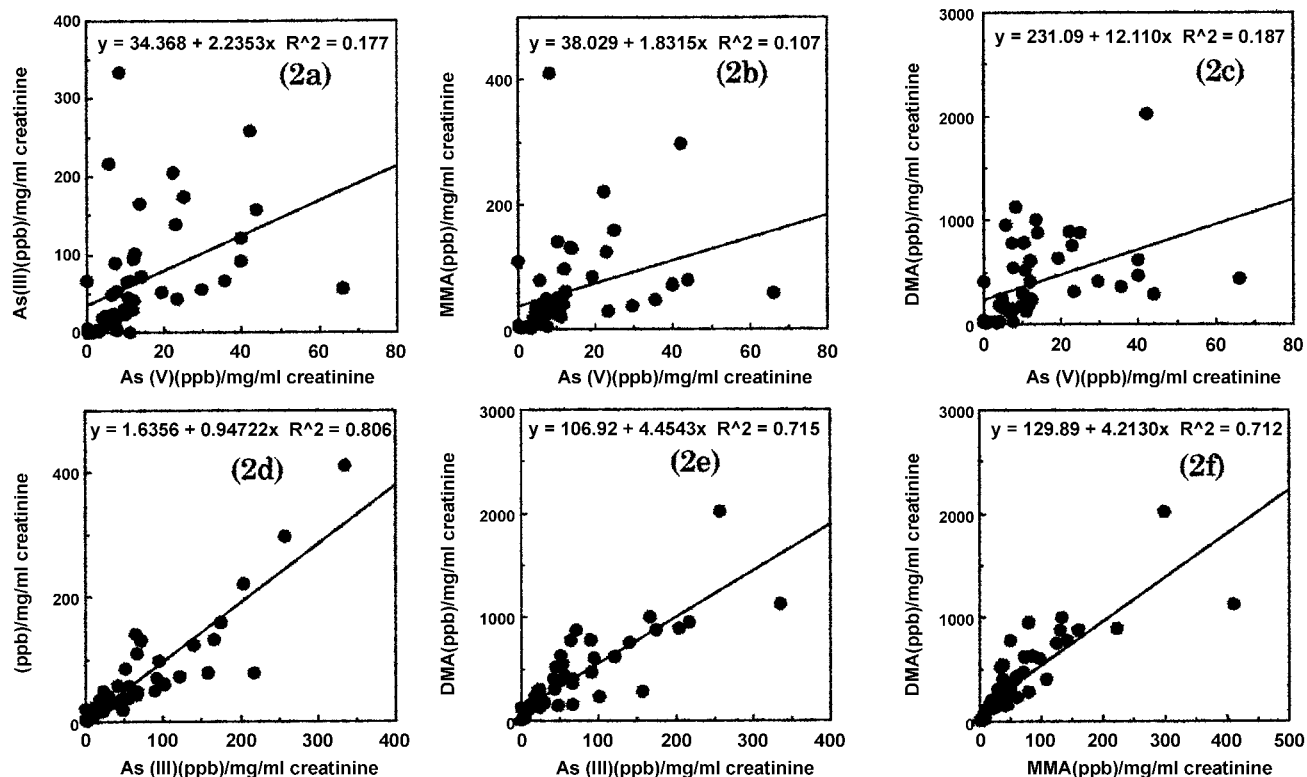 y = 34.368 + 2.2353x R^2 = 0.177
(2a)
As(III)(ppb)/mg/ml creatinine
400
300
200
100
0
0 20 40 60 80
As (V)(ppb)/mg/ml creatinine
y = 38.029 + 1.8315x R^2 = 0.107
(2b)
MMA(ppb)/mg/ml creatinine
400
200
0
0 20 40 60 80
As (V)(ppb)/mg/ml creatinine
y = 231.09 + 12.110x R^2 = 0.187
(2c)
DMA(ppb)/mg/ml creatinine
3000
2000
1000
0
0 20 40 60 80
As (V)(ppb)/mg/ml creatinine
y = 1.6356 + 0.94722x R^2 = 0.806
(2d)
(ppb)/mg/ml creatinine
400
200
0
0 100 200 300 400
As (III)(ppb)/mg/ml creatinine
y = 106.92 + 4.4543x R^2 = 0.715
(2e)
DMA(ppb)/mg/ml creatinine
3000
2000
1000
0
0 100 200 300 400
As (III)(ppb)/mg/ml creatinine
y = 129.89 + 4.2130x R^2 = 0.712
(2f)
DMA(ppb)/mg/ml creatinine
3000
2000
1000
0
0 100 200 300 400 500
MMA(ppb)/mg/ml creatinine